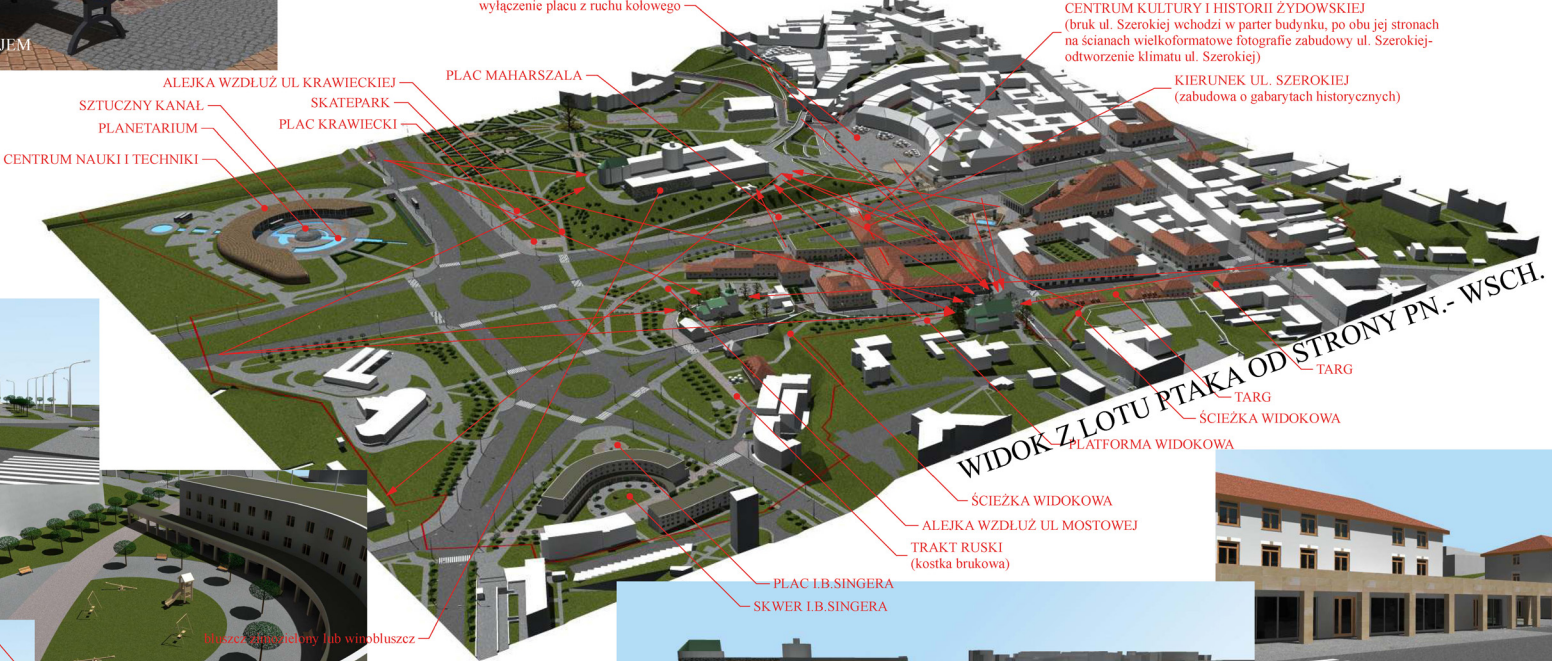 JEM
wyłączenie placu z ruchu kołowego
CENTRUM KULTURY I HISTORII ŻYDOWSKIEJ
(bruk ul. Szerokiej wchodzi w parter budynku, po obu jej stronach
na ścianach wielkoformatowe fotografie zabudowy ul. Szerokiej-
odtworzenie klimatu ul. Szerokiej)
KIERUNEK UL. SZEROKIEJ
(zabudowa o gabarytach historycznych)
ALEJKA WZDŁUŻ UL KRAWIECKIEJ
PLAC MAHARSZALA
SZTUCZNY KANAŁ
SKATEPARK
PLANETARIUM
PLAC KRAWIECKI
CENTRUM NAUKI I TECHNIKI
WIDOK Z LOTU PTAKA OD STRONY PN.- WSCH.
TARG
TARG
ŚCIEŻKA WIDOKOWA
PLATFORMA WIDOKOWA
ŚCIEŻKA WIDOKOWA
ALEJKA WZDŁUŻ UL MOSTOWEJ
TRAKT RUSKI
(kostka brukowa)
PLAC I.B.SINGERA
SKWER I.B.SINGERA
lub winobluszcz